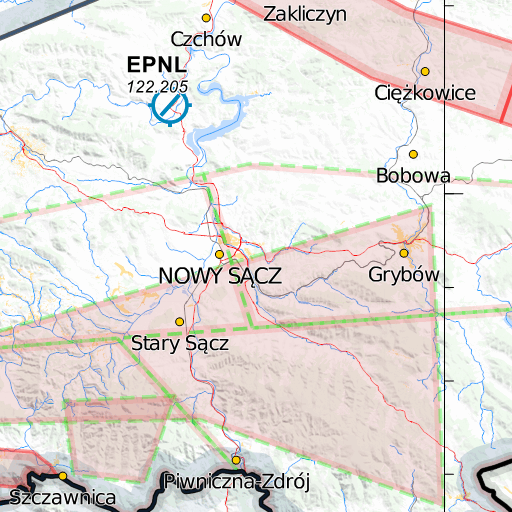 Zakliczyn
Czchów
EPNL
122.205
Ciężkowice
Bobowa
NOWY SĄCZ
Grybów
Stary Sącz
Piwniczna-Zdrój
Szczawnica